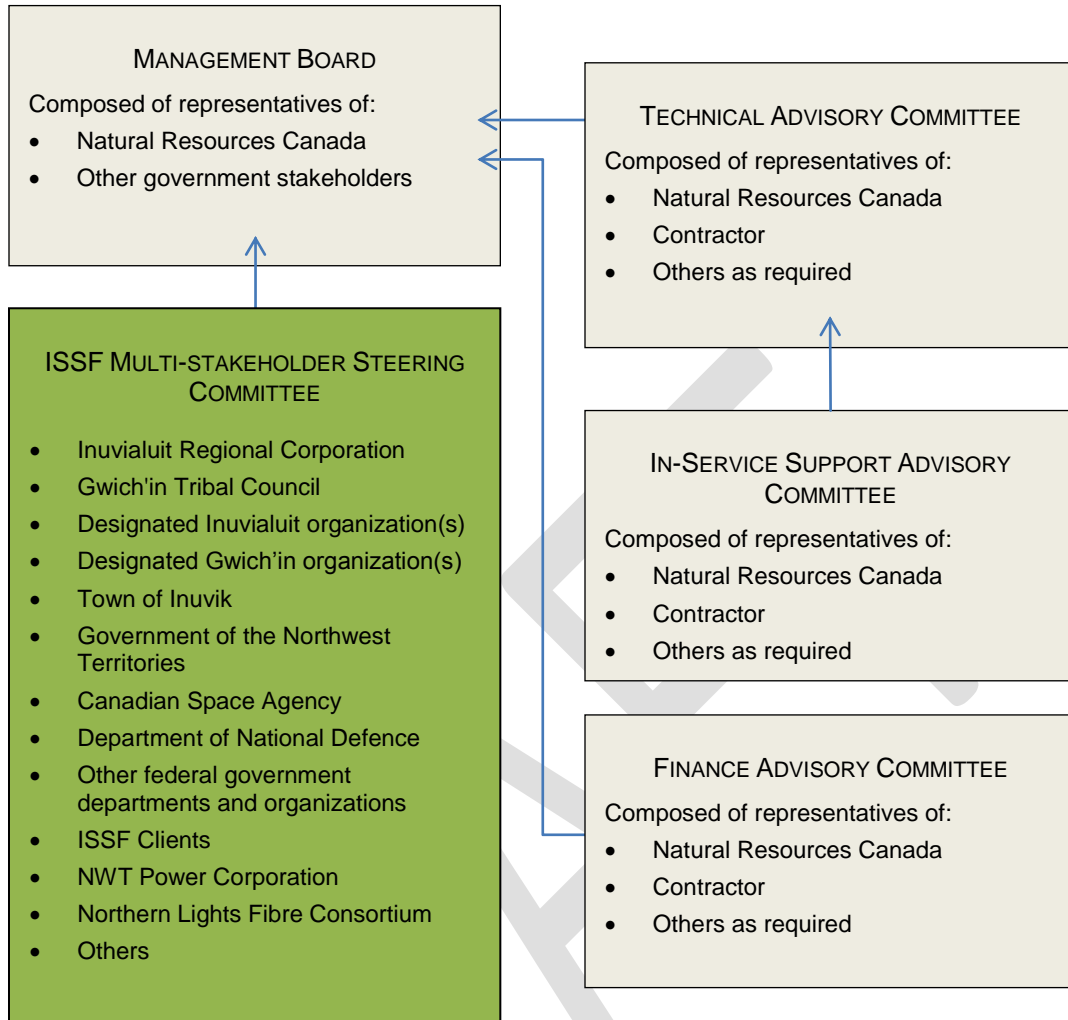 MANAGEMENT BOARD
Composed of representatives of:
• Natural Resources Canada
• Other government stakeholders
ISSF MULTI-STAKEHOLDER STEERING
COMMITTEE
• Inuvialuit Regional Corporation
• Gwich'in Tribal Council
• Designated Inuvialuit organization(s)
• Designated Gwich’in organization(s)
• Town of Inuvik
• Government of the Northwest
Territories
• Canadian Space Agency
• Department of National Defence
• Other federal government
departments and organizations
• ISSF Clients
• NWT Power Corporation
• Northern Lights Fibre Consortium
• Others
TECHNICAL ADVISORY COMMITTEE
Composed of representatives of:
• Natural Resources Canada
• Contractor
• Others as required
IN-SERVICE SUPPORT ADVISORY
COMMITTEE
Composed of representatives of:
• Natural Resources Canada
• Contractor
• Others as required
FINANCE ADVISORY COMMITTEE
Composed of representatives of:
• Natural Resources Canada
• Contractor
• Others as required